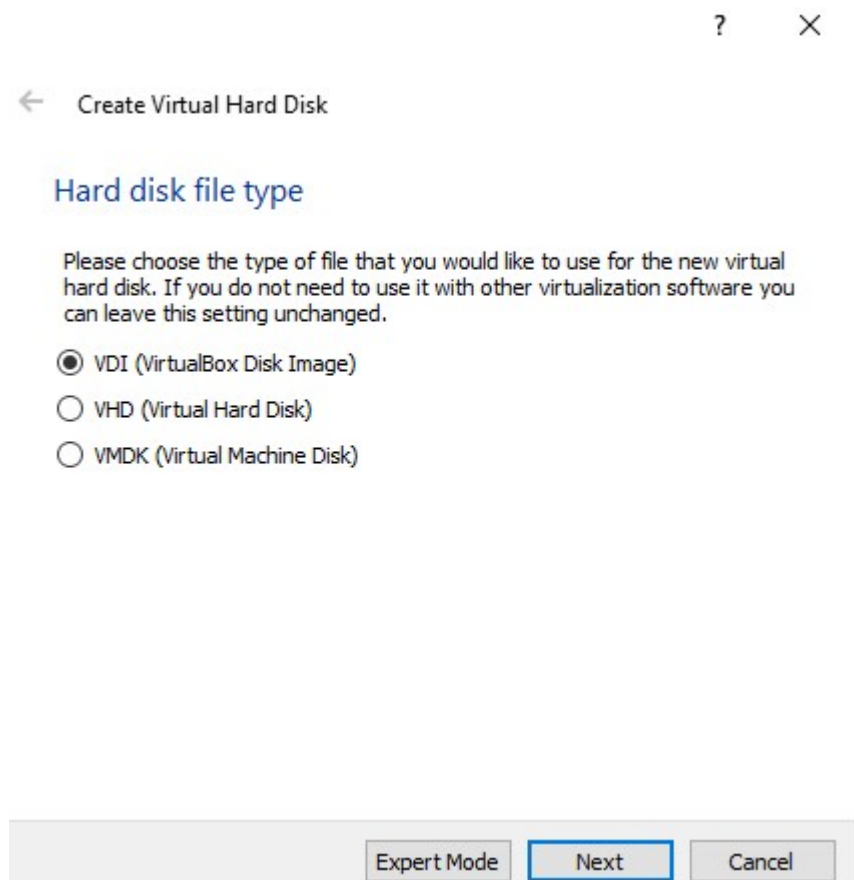 ?
Create Virtual Hard Disk
Hard disk file type
Please choose the type of file that you would like to use for the new virtual
hard disk. If you do not need to use it with other virtualization software you
can leave this setting unchanged.
VDI (VirtualBox Disk Image)
VHD (Virtual Hard Disk)
VMDK (Virtual Machine Disk)
Expert Mode Next Cancel